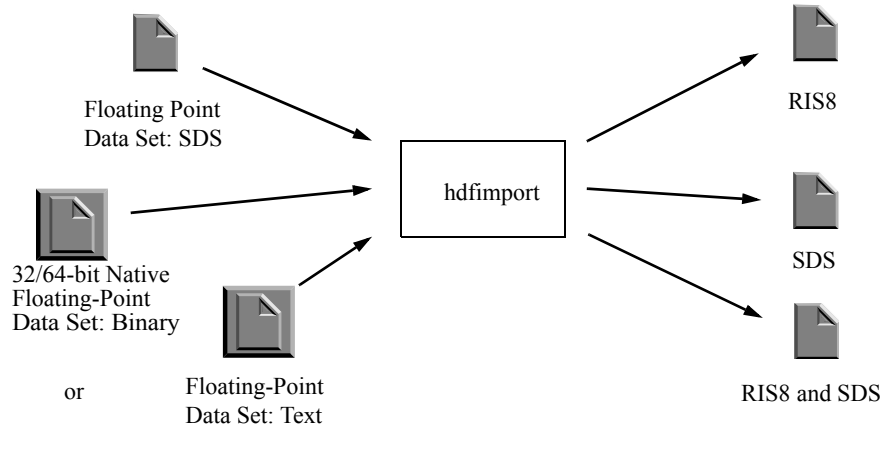 Floating Point
Data Set: SDS
32/64-bit Native
Floating-Point
Data Set: Binary
or
Floating-Point
Data Set: Text
hdfimport
RIS8
SDS
RIS8 and SDS